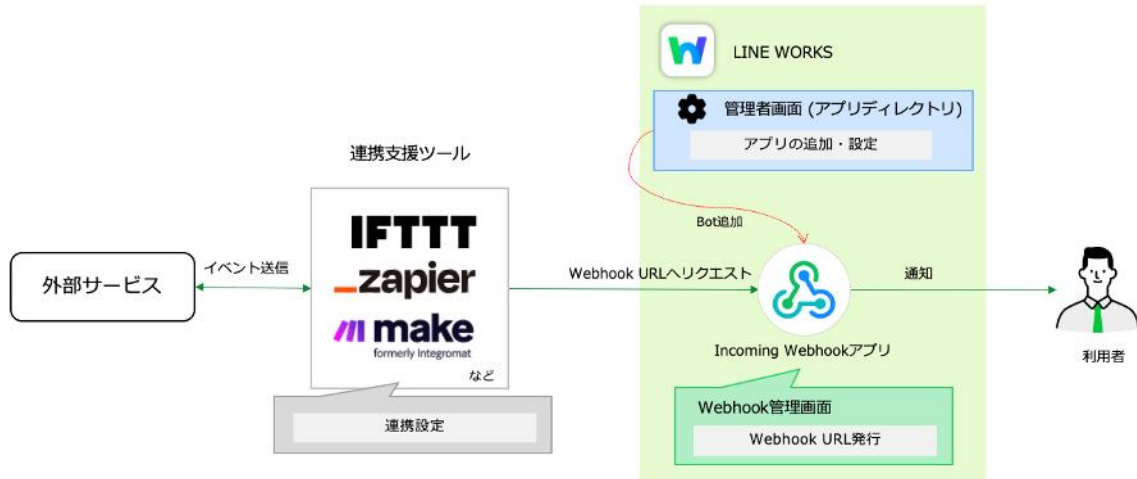 LINE WORKS
管理者画面 (アプリディレクトリ)
アプリの追加・設定
連携支援ツール
IFTTT
zapier
make
formerly Integromat
など
連携設定
外部サービス
イベント送信
Webhook URLへリクエスト
Bot追加
通知
Incoming Webhookアプリ
利用者
Webhook管理画面
Webhook URL発行